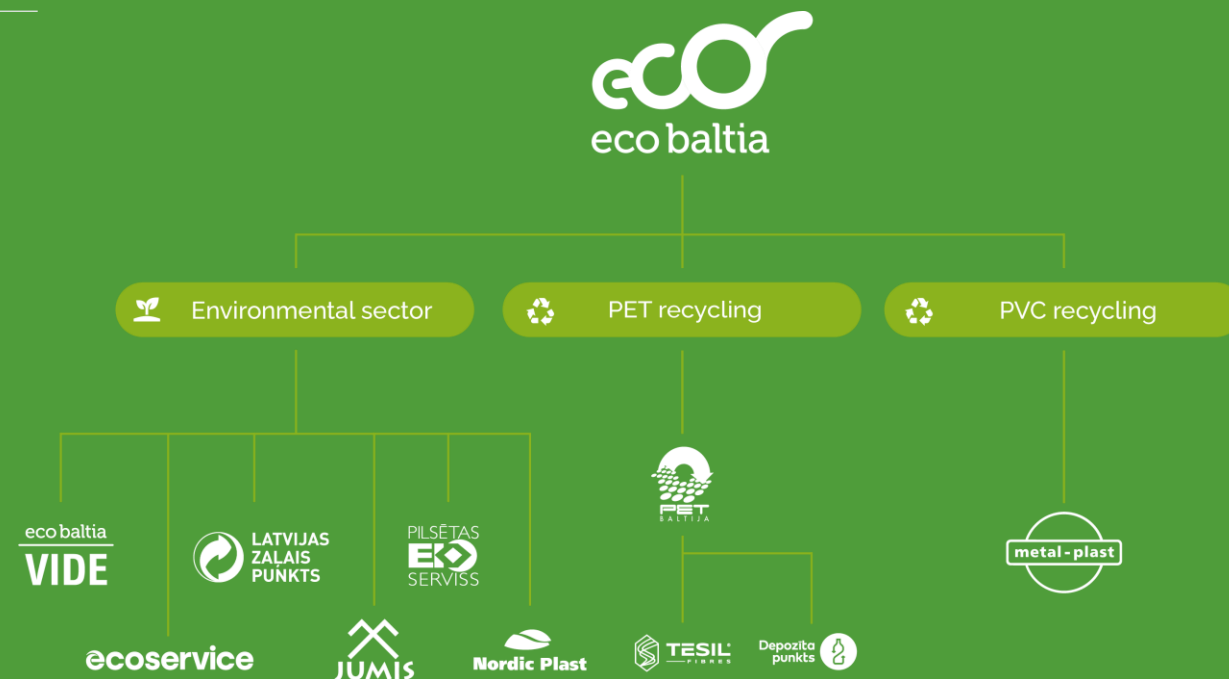 eco
eco baltia
Environmental sector
PET recycling
PVC recycling
eco baltia
VIDE
LATVIJAS
ZAĻAIS
PUNKTS
PILSĒTAS
EKO
SERVISS
PET
BALTIJA
metal-plast
ecoservice
JUMIS
Nordic Plast
TESIL
FIBRES
Depozīta
punkts